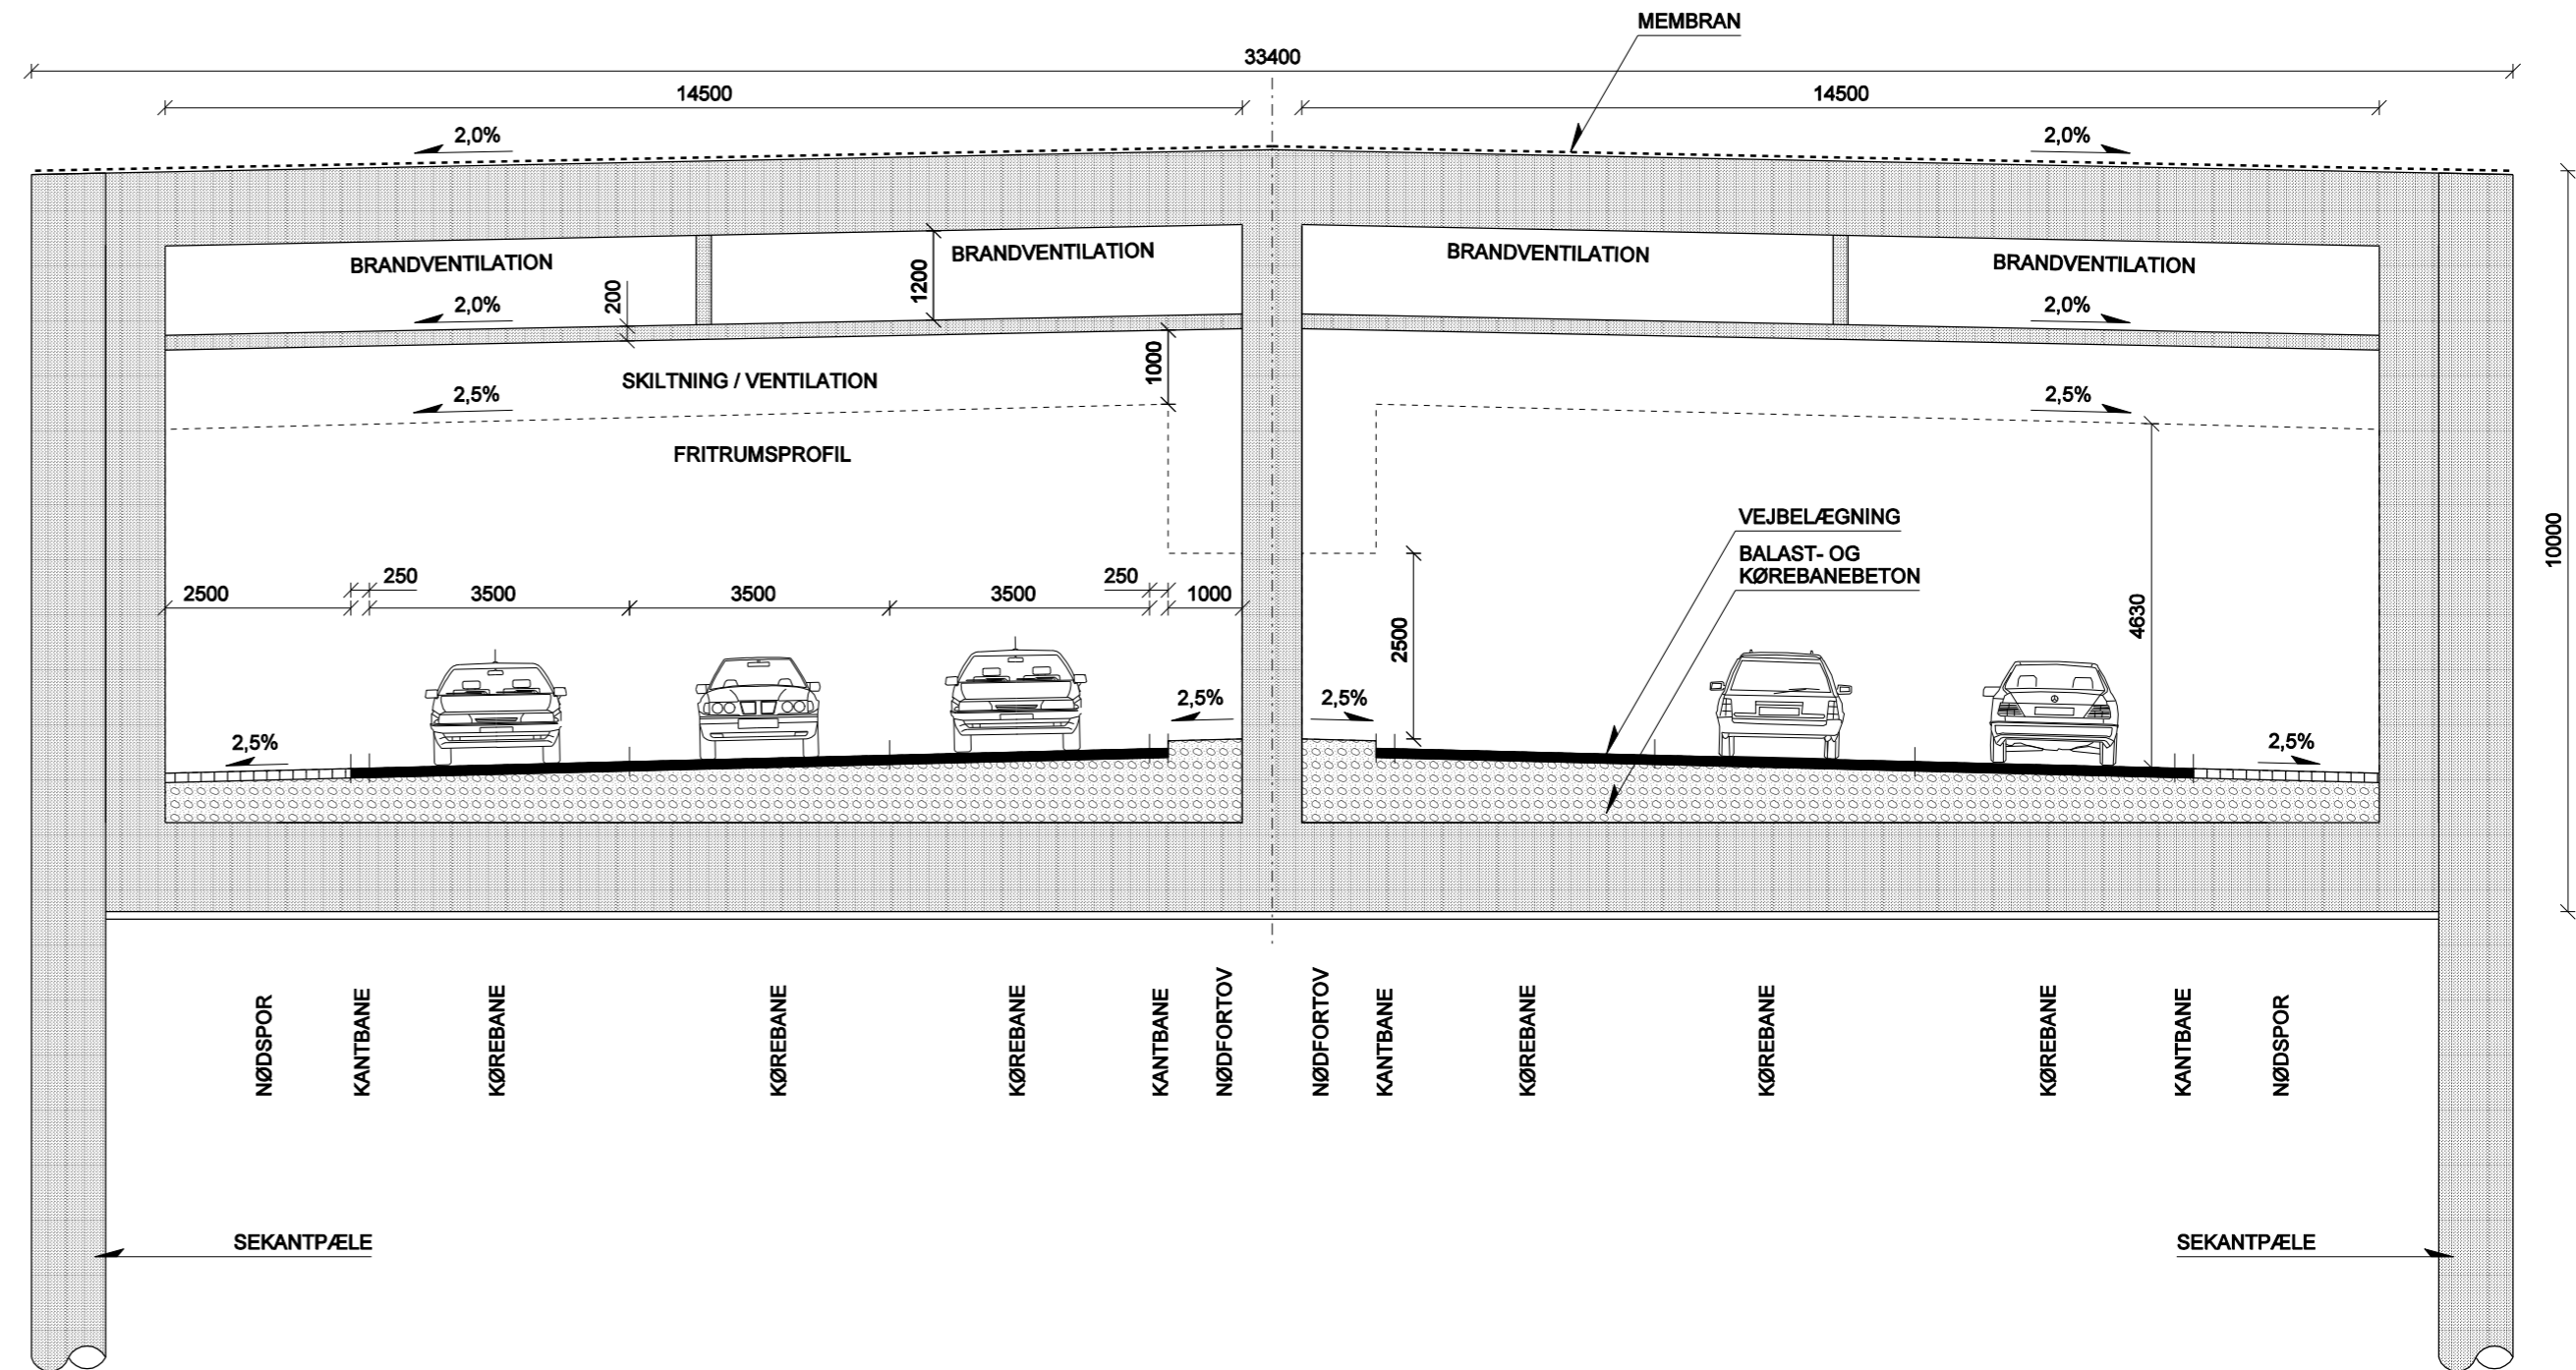 MEMBRAN
33400
14500
14500
2,0%
2,0%
BRANDVENTILATION
BRANDVENTILATION
BRANDVENTILATION
BRANDVENTILATION
1200
200
2,0%
2,0%
1000
SKILTNING / VENTILATION
2,5%
2,5%
FRITRUMSPROFIL
VEJBELÆGNING
BALAST- OG
KØREBANEBETON
10000
250
250
2500
3500
3500
3500
1000
2500
4630
2,5%
2,5%
2,5%
2,5%
NØDSPOR
KANTBANE
KØREBANE
KØREBANE
KØREBANE
KANTBANE
NØDFORTOV
NØDFORTOV
KANTBANE
KØREBANE
KØREBANE
KØREBANE
KANTBANE
NØDSPOR
SEKANTPÆLE
SEKANTPÆLE